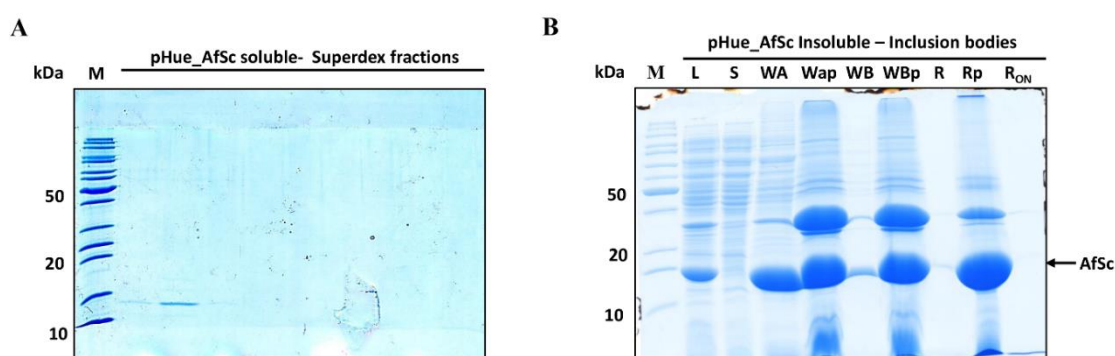 A
pHue_AfSc soluble- Superdex fractions
kDa M
50
20
10
B
pHue_AfSc Insoluble – Inclusion bodies
kDa M L S WA Wap WB WBp R Rp RON
50
20
10
AfSc